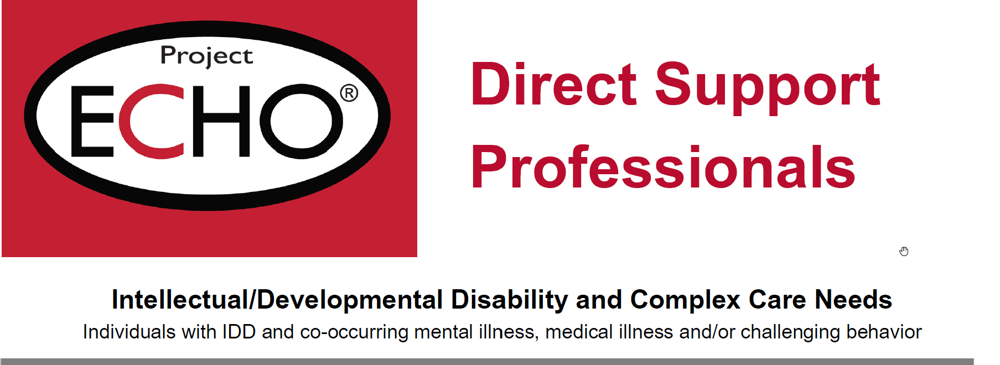 Project
ECHO®
Direct Support
Professionals
Intellectual/Developmental Disability and Complex Care Needs
Individuals with IDD and co-occurring mental illness, medical illness and/or challenging behavior